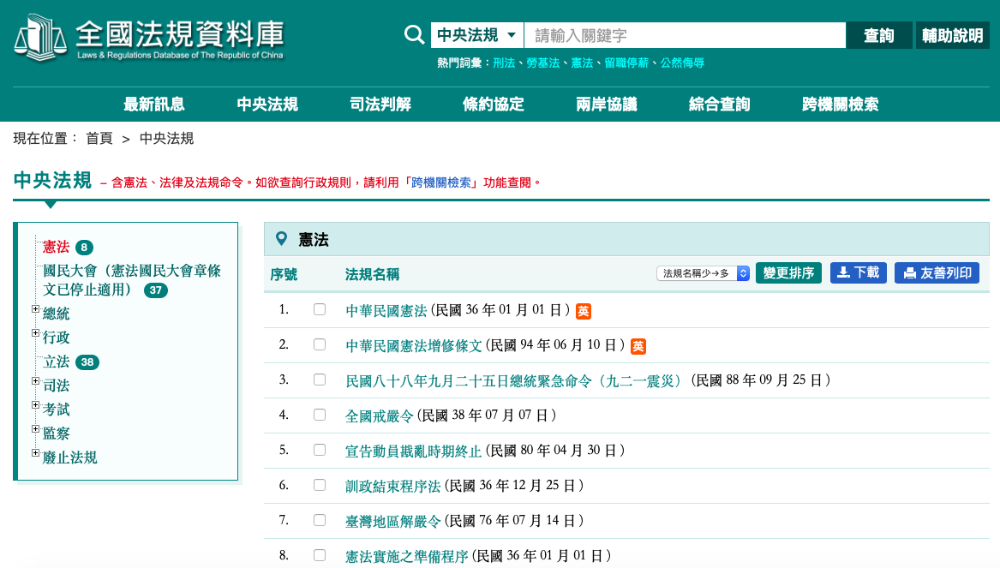 全國法規資料庫
Laws & Regulations Database of The Republic of China
中央法規
請輸入關鍵字
查詢
輔助說明
熱門詞彙：刑法、勞基法、憲法、留職停薪、公然侮辱
最新訊息 中央法規 司法判解 條約協定 兩岸協議 綜合查詢 跨機關檢索
現在位置： 首頁 > 中央法規
中央法規 – 含憲法、法律及法規命令。如欲查詢行政規則，請利用「跨機關檢索」功能查閱。
憲法 8
國民大會（憲法國民大會章條
文已停止適用） 37
總統
行政
立法 38
司法
考試
監察
廢止法規
憲法
序號 法規名稱 法規名稱少→多 變更排序 下載 友善列印
1. 中華民國憲法 (民國 36 年 01 月 01 日 ) 英
2. 中華民國憲法增修條文 (民國 94 年 06 月 10 日 ) 英
3. 民國八十八年九月二十五日總統緊急命令（九二一震災） (民國 88 年 09 月 25 日 )
4. 全國戒嚴令 (民國 38 年 07 月 07 日 )
5. 宣告動員戡亂時期終止 (民國 80 年 04 月 30 日 )
6. 訓政結束程序法 (民國 36 年 12 月 25 日 )
7. 臺灣地區解嚴令 (民國 76 年 07 月 14 日 )
8. 憲法實施之準備程序 (民國 36 年 01 月 01 日 )